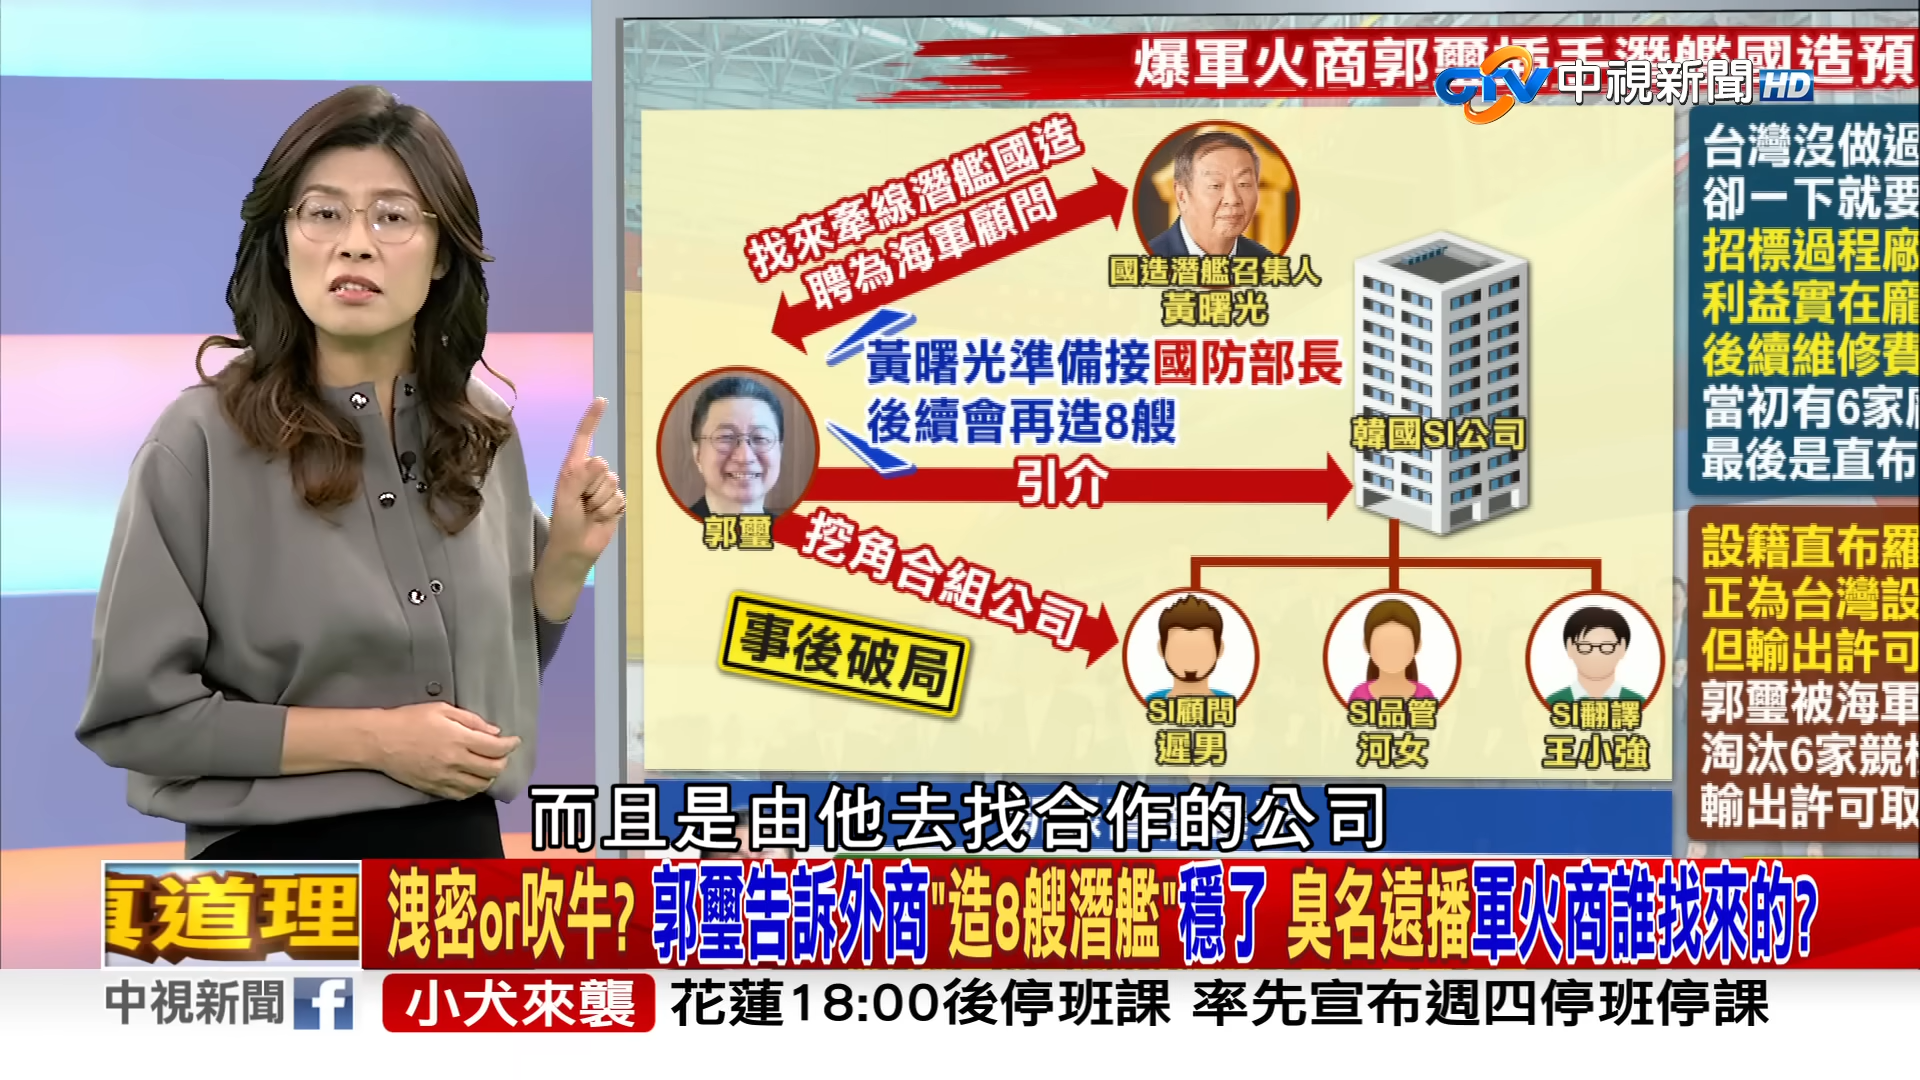 爆軍火商郭璽插手潛艦國造預
CTV中視新聞HD
找來牽線潛艦國造
聘為海軍顧問
國造潛艦召集人
黃曙光
黃曙光準備接國防部長
後續會再造8艘
韓國SI公司
引介
郭璽
挖角合組公司
事後破局
SI顧問
遲男
SI品管
河女
SI翻譯
王小強
台灣沒做過
卻一下就要
招標過程廠
利益實在龐
後續維修費
當初有6家廠
最後是直布
設籍直布羅
正為台灣設
但輸出許可
郭璽被海軍
淘汰6家競標
輸出許可取
而且是由他去找合作的公司
真道理
洩密or吹牛? 郭璽告訴外商"造8艘潛艦"穩了 臭名遠播軍火商誰找來的?
中視新聞 f
小犬來襲 花蓮18:00後停班課 率先宣布週四停班停課